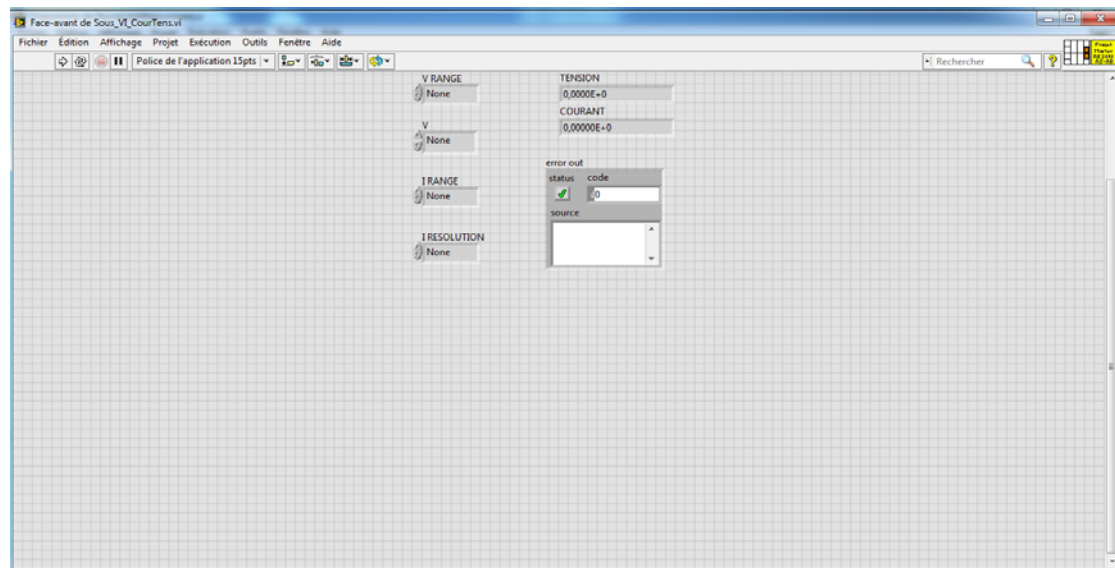 Face-avant de Sous_VI_CourTens.vi
Fichier Édition Affichage Projet Exécution Outils Fenêtre Aide
Police de l'application 15pts
Rechercher
Projet
V RANGE
None
V
None
I RANGE
None
I RESOLUTION
None
TENSION
0,0000E+0
COURANT
0,00000E+0
error out
status code
0
source